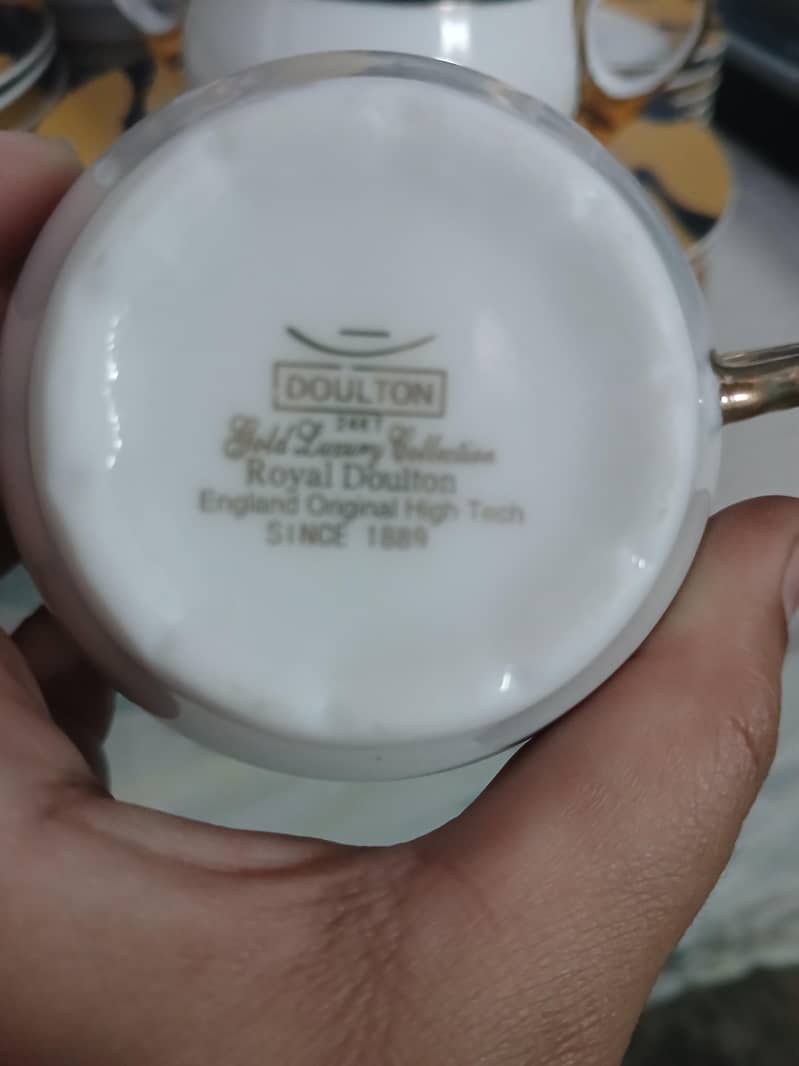 DOULTON
24KT
Gold Luxury Collection
Royal Doulton
England Original High Tech
SINCE 1889